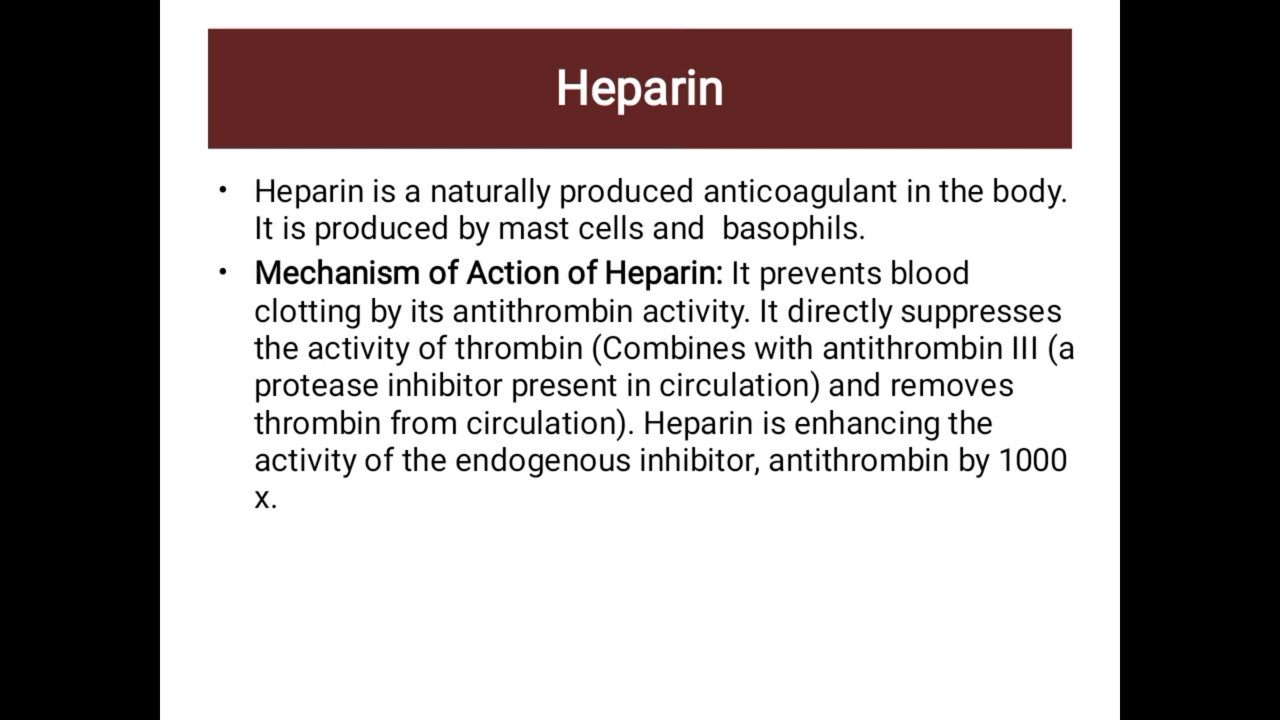 Heparin
• Heparin is a naturally produced anticoagulant in the body.
It is produced by mast cells and  basophils.
• Mechanism of Action of Heparin: It prevents blood
clotting by its antithrombin activity. It directly suppresses
the activity of thrombin (Combines with antithrombin III (a
protease inhibitor present in circulation) and removes
thrombin from circulation). Heparin is enhancing the
activity of the endogenous inhibitor, antithrombin by 1000
x.